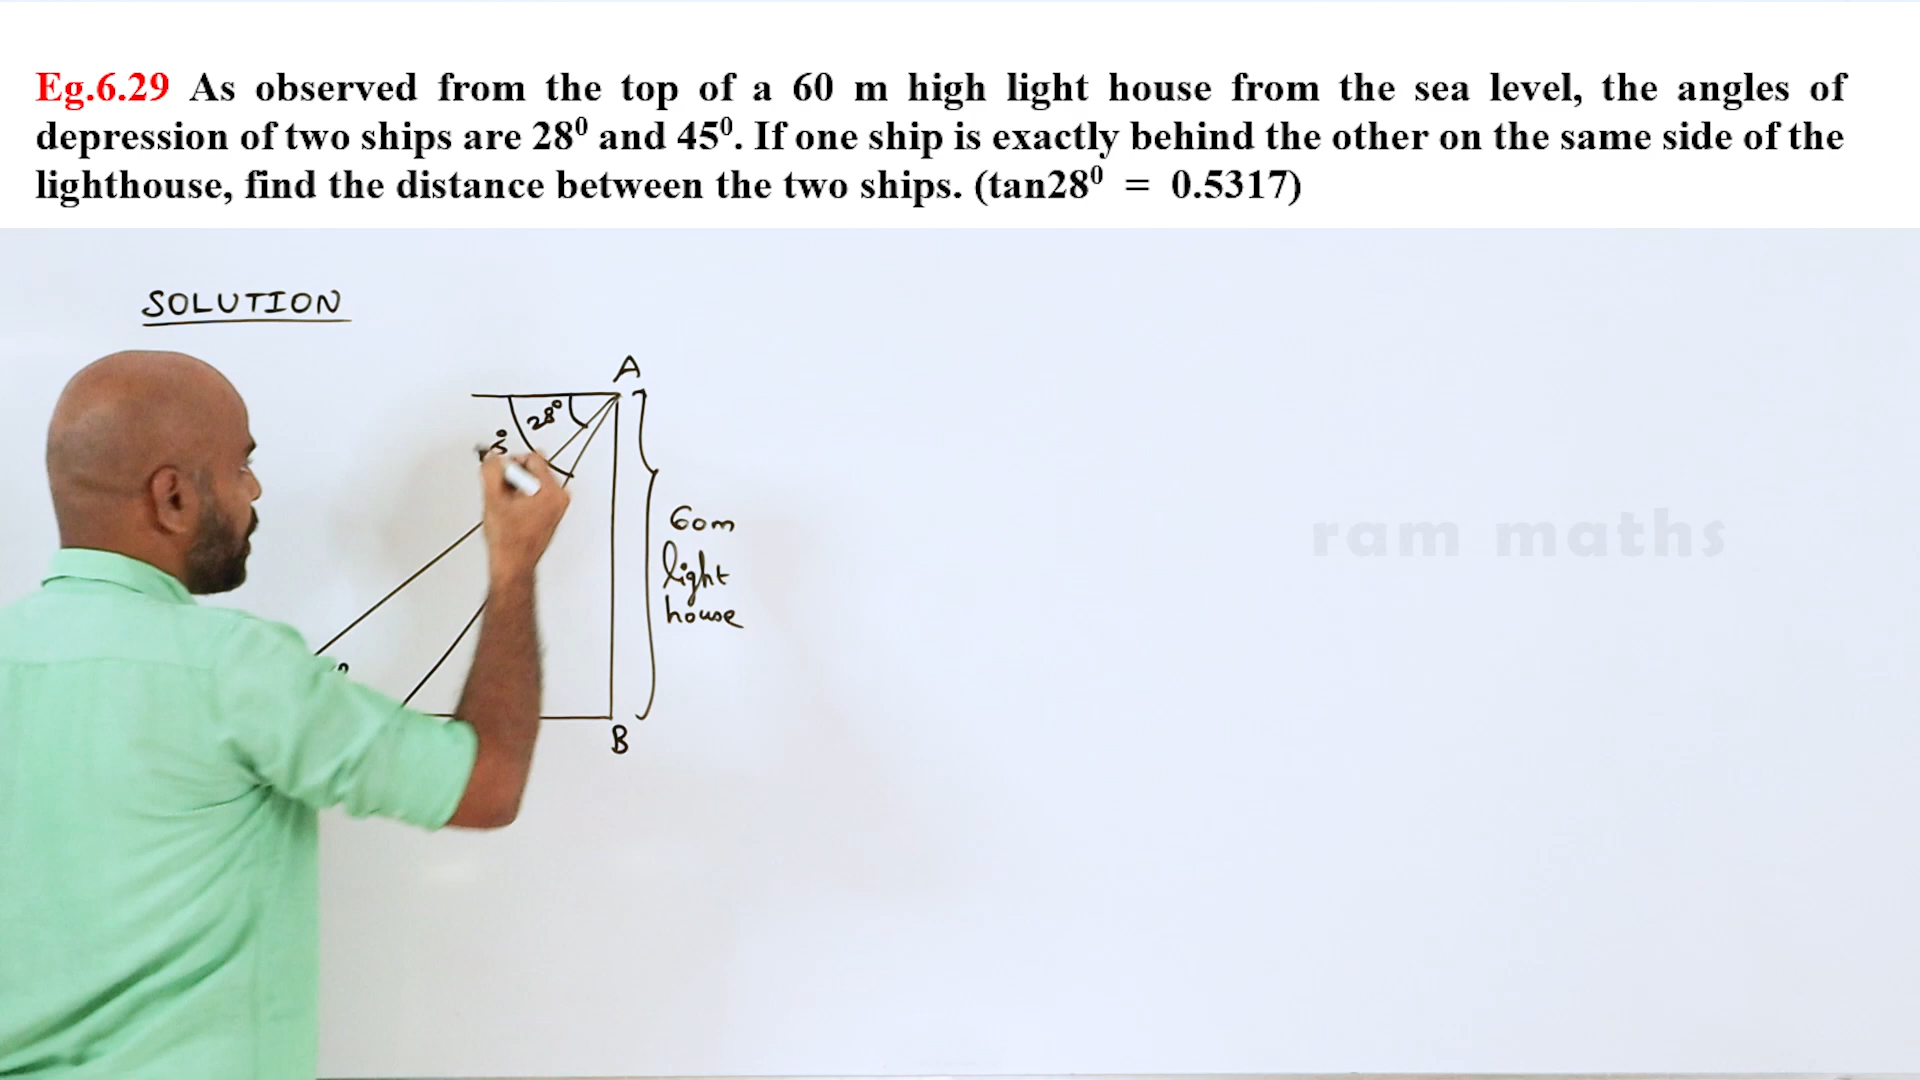 Eg.6.29 As observed from the top of a 60 m high light house from the sea level, the angles of
depression of two ships are 28⁰ and 45⁰. If one ship is exactly behind the other on the same side of the
lighthouse, find the distance between the two ships. (tan28⁰ = 0.5317)
SOLUTION
A
28°
5°
60m
light
house
B
ram maths